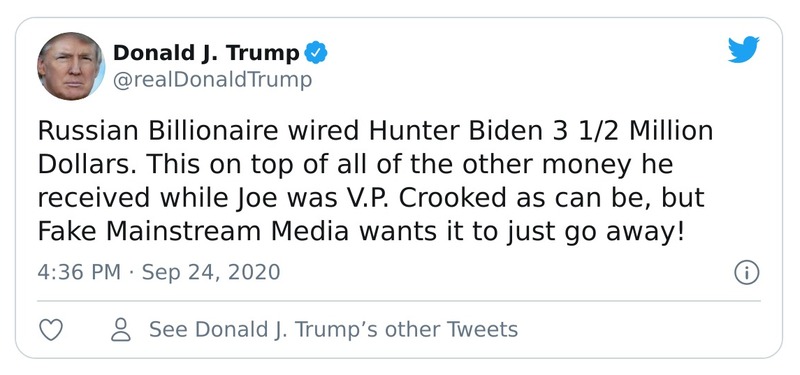 Donald J. Trump
@realDonaldTrump
Russian Billionaire wired Hunter Biden 3 1/2 Million
Dollars. This on top of all of the other money he
received while Joe was V.P. Crooked as can be, but
Fake Mainstream Media wants it to just go away!
4:36 PM · Sep 24, 2020
See Donald J. Trump’s other Tweets